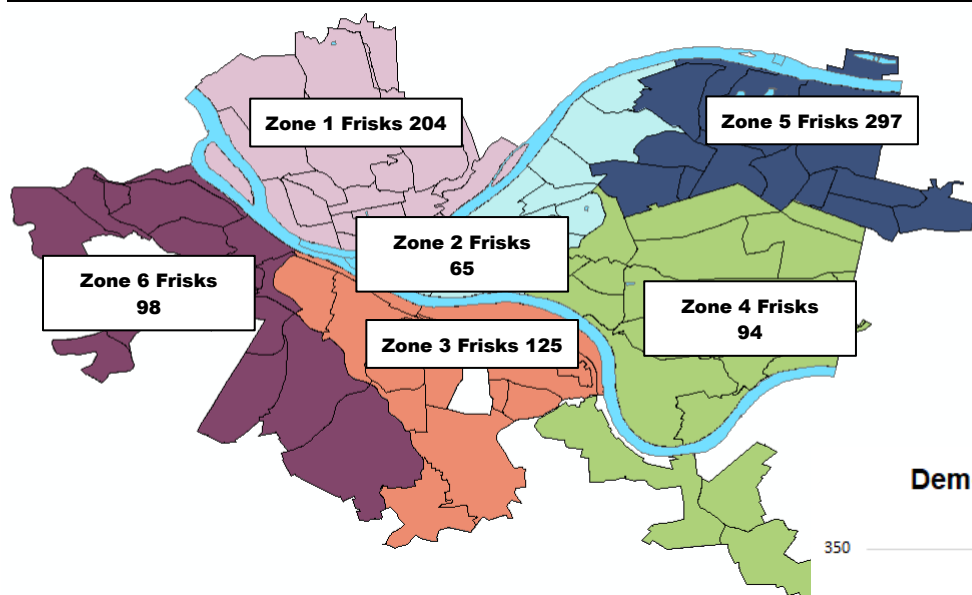 Zone 1 Frisks 204
Zone 5 Frisks 297
Zone 2 Frisks
65
Zone 6 Frisks
98
Zone 4 Frisks
94
Zone 3 Frisks 125
Dem
350